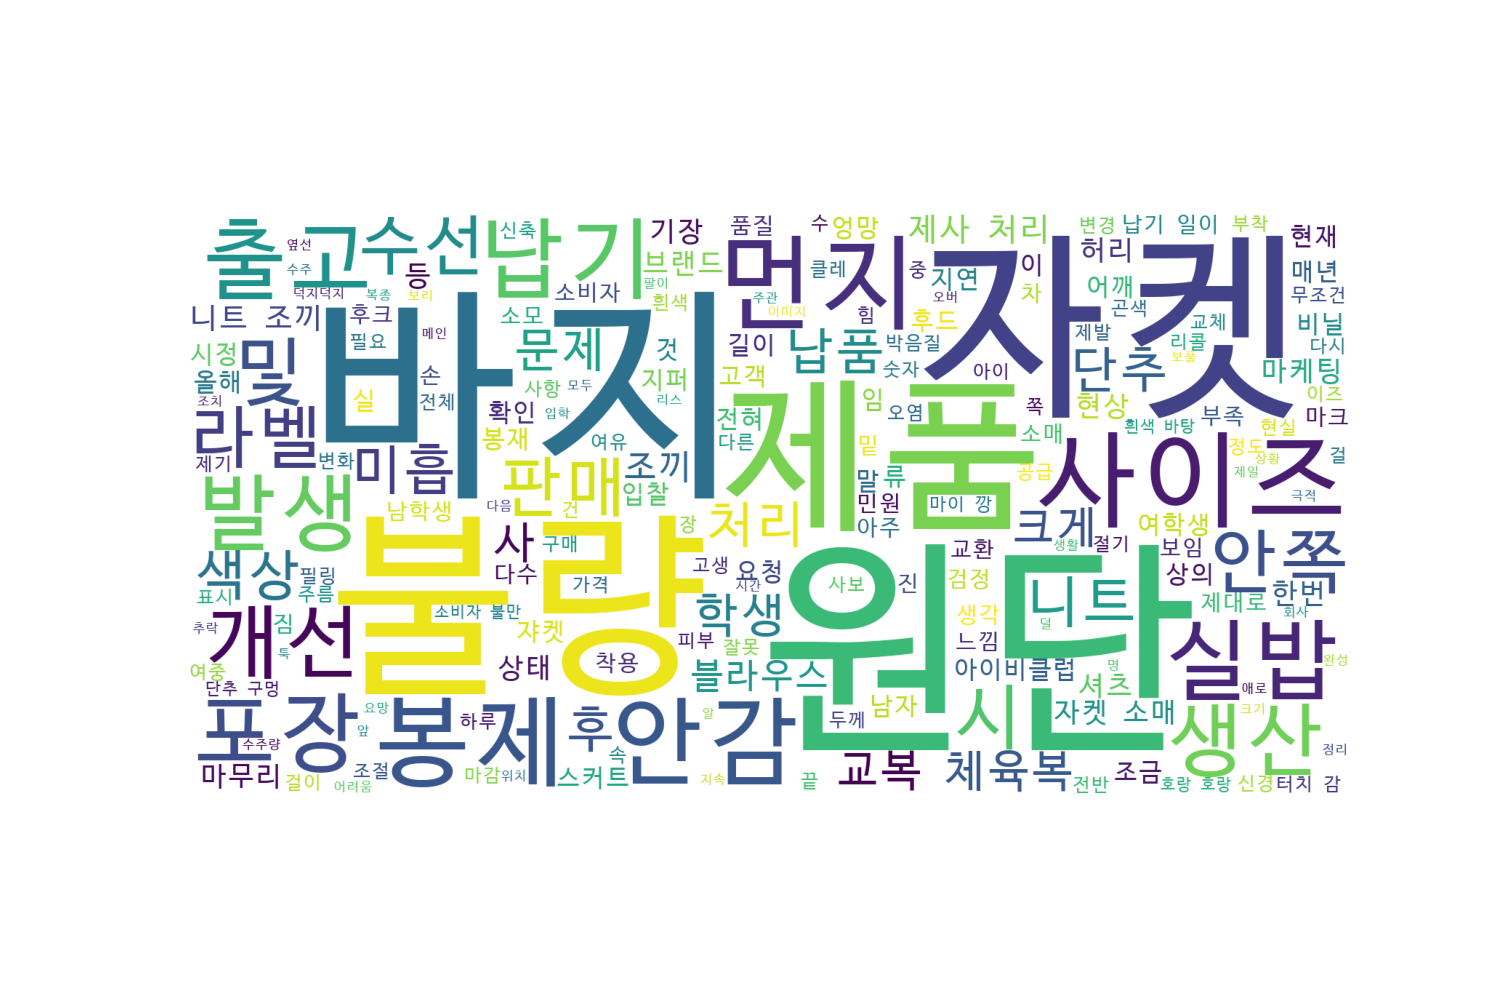 출고
수선
납기
신축
옆선
수주
등
덕지덕지
복종
보리
기장
품질
수
엉망
제사 처리
변경
납기 일이
부착
현재
브랜드
팔이
먼지
클레
중
지연
이
허리
매년
소비자
흰색
주관
이미지
오버
힘
차
어깨
곤색
무조건
니트 조끼
후크
메인
소모
후드
자켓
제발
교체
비닐
시정
및
필요
바지
문제
것
길이
납품
박음질
단추
리콜
보풀
다시
마케팅
올해
조치
실
손
전체
사항
모두
지퍼
리스
고객
숫자
아이
이즈
라벨
입학
확인
전혀
임
오염
쪽
현상
부족
마크
제기
변화
미흡
봉재
여유
다른
제품
밑
소매
흰색 바탕
현실
정도
상황
걸
발생
남학생
다음
판매
건
조끼
입찰
장
처리
말
류
민원
공급
마이 깡
사이즈
제일
극적
아주
크게
여학생
색상
필링
주름
표시
불량
사
다수
구매
가격
고생
요청
시간
원단
사보
진
교환
검정
생활
절기
보임
상의
안쪽
한번
추락
개선
짐
툭
소비자 불만
쟈켓
학생
생각
니트
덜
제대로
회사
여중
상태
착용
피부
잘못
느낌
실밥
단추 구멍
블라우스
아이비클럽
명
셔츠
애로
완성
포장
요망
앞
봉제
하루
후
안감
알
두께
남자
시
자켓 소매
생산
크기
수주량
마무리
걸이
조절
어려움
마감
위치
속
스커트
지속
끝
교복
체육복
전반
조금
호랑 호랑
신경
터치 감
정리